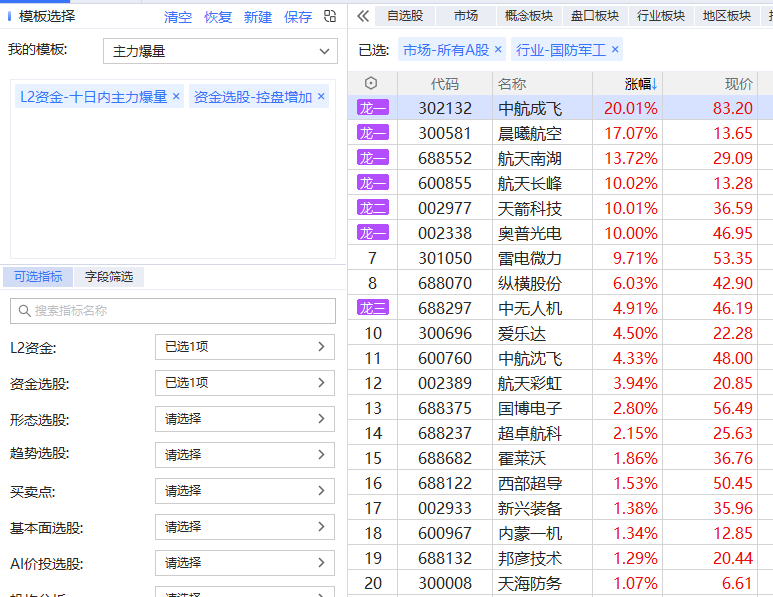 模板选择 清空 恢复 新建 保存
我的模板: 主力爆量
L2资金-十日内主力爆量 × 资金选股-控盘增加 ×
可选指标 字段筛选
搜索指标名称
L2资金: 已选1项
资金选股: 已选1项
形态选股: 请选择
趋势选股: 请选择
买卖点: 请选择
基本面选股: 请选择
AI价投选股: 请选择
请选择
自选股 市场 概念板块 盘口板块 行业板块 地区板块
已选: 市场-所有A股 × 行业-国防军工 ×
代码 名称 涨幅↓ 现价
龙一 302132 中航成飞 20.01% 83.20
龙一 300581 晨曦航空 17.07% 13.65
龙一 688552 航天南湖 13.72% 29.09
龙一 600855 航天长峰 10.02% 13.28
龙二 002977 天箭科技 10.01% 36.59
龙一 002338 奥普光电 10.00% 46.95
7 301050 雷电微力 9.71% 53.35
8 688070 纵横股份 6.03% 42.90
龙三 688297 中无人机 4.91% 46.19
10 300696 爱乐达 4.50% 22.28
11 600760 中航沈飞 4.33% 48.00
12 002389 航天彩虹 3.94% 20.85
13 688375 国博电子 2.80% 56.49
14 688237 超卓航科 2.15% 25.63
15 688682 霍莱沃 1.86% 36.76
16 688122 西部超导 1.53% 50.45
17 002933 新兴装备 1.38% 35.96
18 600967 内蒙一机 1.34% 12.85
19 688132 邦彦技术 1.29% 20.44
20 300008 天海防务 1.07% 6.61